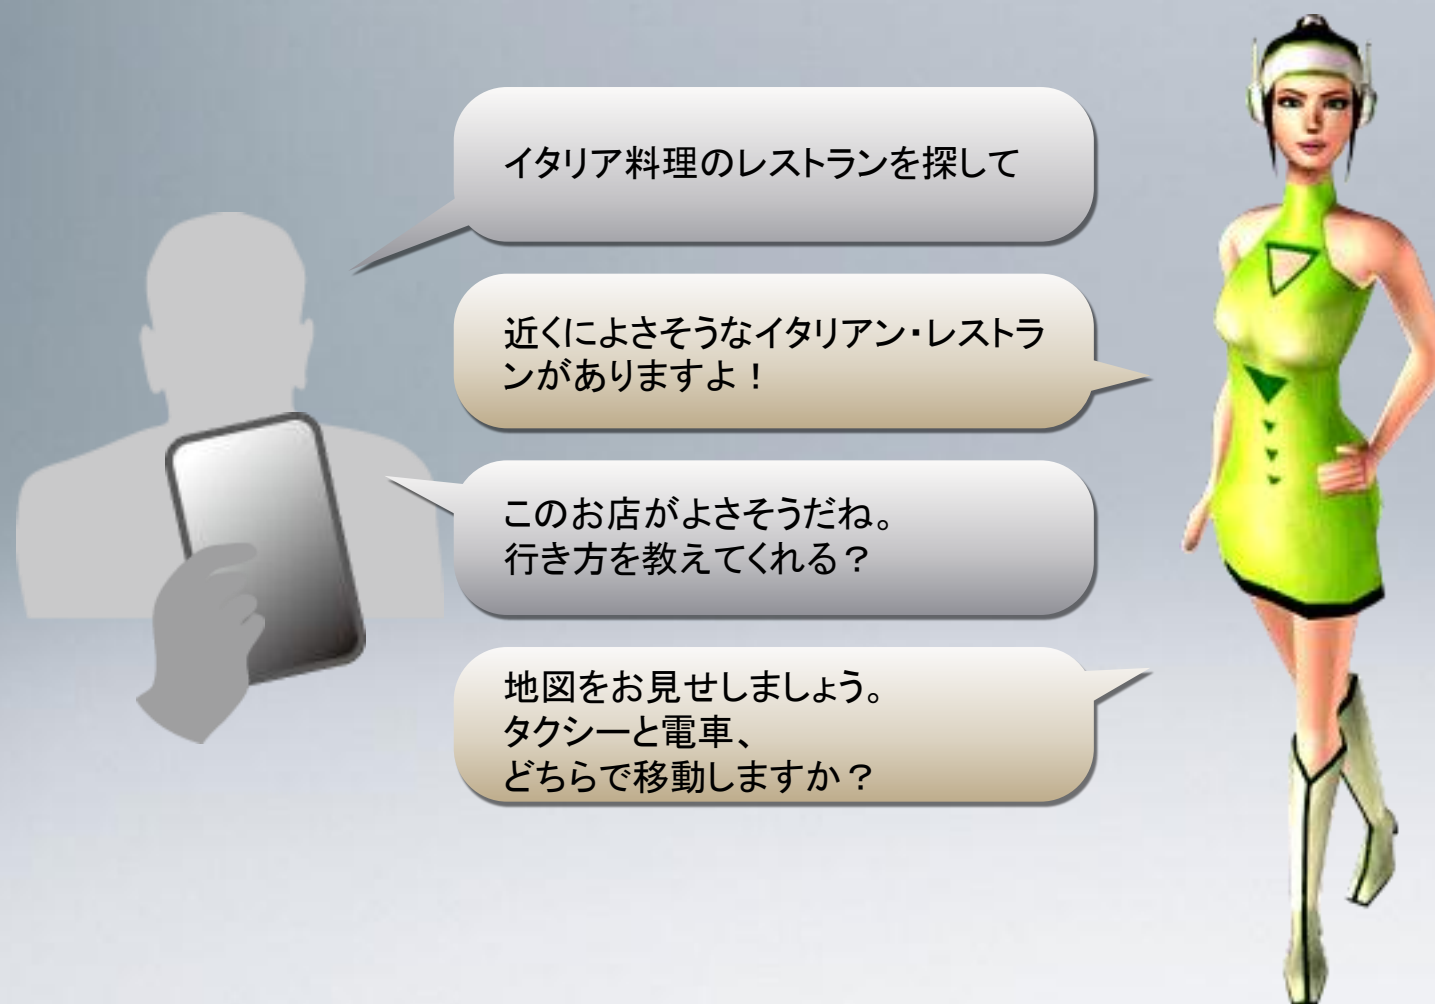 イタリア料理のレストランを探して
近くによさそうなイタリアン・レストラ
ンがありますよ！
このお店がよさそうだね。
行き方を教えてくれる？
地図をお見せしましょう。
タクシーと電車、
どちらで移動しますか？